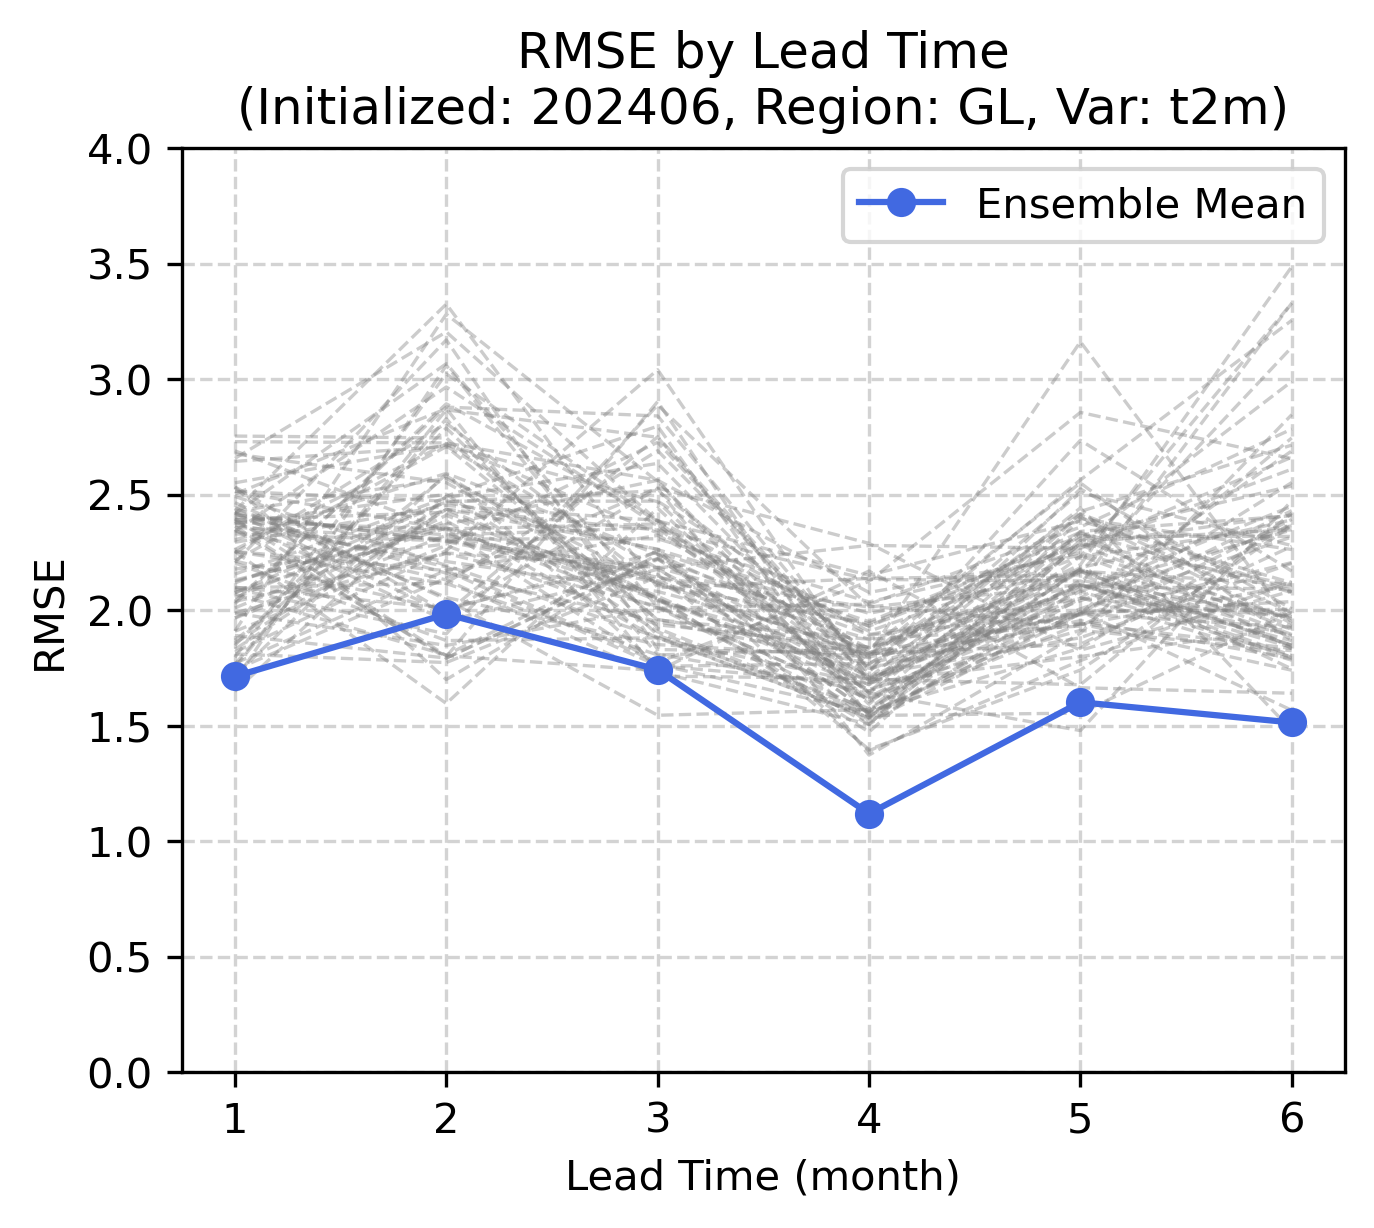 RMSE by Lead Time
(Initialized: 202406, Region: GL, Var: t2m)
4.0
3.5
3.0
2.5
2.0
1.5
1.0
0.5
0.0
RMSE
Ensemble Mean
1 2 3 4 5 6
Lead Time (month)